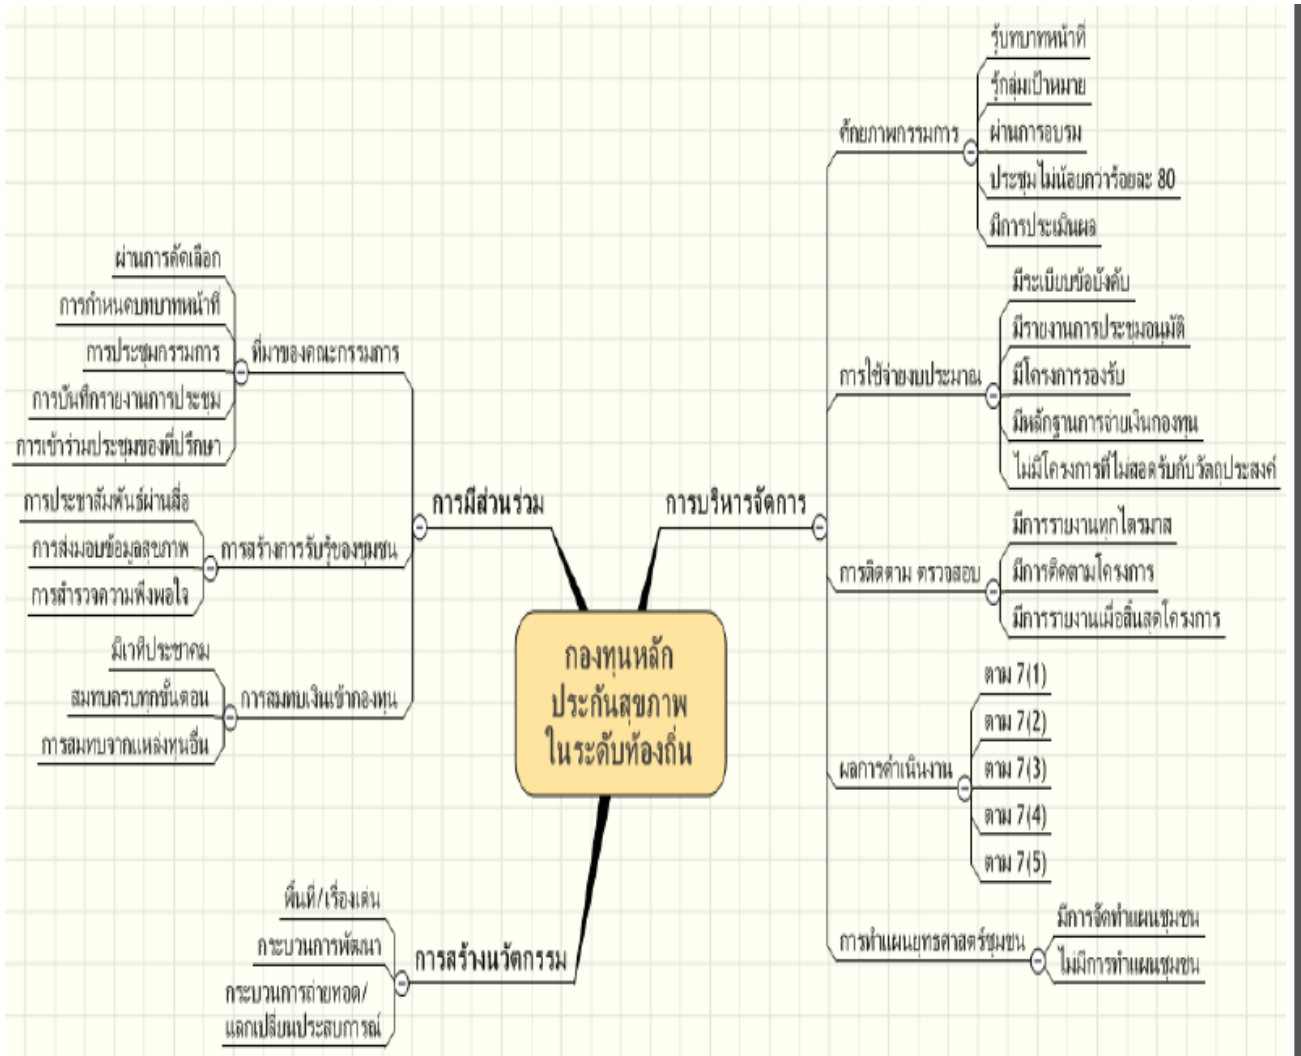 กองทุนหลัก
ประกันสุขภาพ
ในระดับท้องถิ่น
การบริหารจัดการ
ศักยภาพกรรมการ
รู้บทบาทหน้าที่
รู้กลุ่มเป้าหมาย
ผ่านการอบรม
ประชุมไม่น้อยกว่าร้อยละ 80
มีการประเมินผล
การใช้จ่ายงบประมาณ
มีระเบียบข้อบังคับ
มีรายงานการประชุมอนุมัติ
มีโครงการรองรับ
มีหลักฐานการจ่ายเงินกองทุน
ไม่มีโครงการที่ไม่สอดรับกับวัตถุประสงค์
การติดตาม ตรวจสอบ
มีการรายงานทุกไตรมาส
มีการติดตามโครงการ
มีการรายงานเมื่อสิ้นสุดโครงการ
ผลการดำเนินงาน
ตาม 7(1)
ตาม 7(2)
ตาม 7(3)
ตาม 7(4)
ตาม 7(5)
การทำแผนยุทธศาสตร์ชุมชน
มีการจัดทำแผนชุมชน
ไม่มีการทำแผนชุมชน
การมีส่วนร่วม
ที่มาของคณะกรรมการ
ผ่านการคัดเลือก
การกำหนดบทบาทหน้าที่
การประชุมกรรมการ
การบันทึกรายงานการประชุม
การเข้าร่วมประชุมของที่ปรึกษา
การสร้างการรับรู้ของชุมชน
การประชาสัมพันธ์ผ่านสื่อ
การส่งมอบข้อมูลสุขภาพ
การสำรวจความพึงพอใจ
การสมทบเงินเข้ากองทุน
มีเวทีประชาคม
สมทบครบทุกขั้นตอน
การสมทบจากแหล่งทุนอื่น
การสร้างนวัตกรรม
พื้นที่/เรื่องเด่น
กระบวนการพัฒนา
กระบวนการถ่ายทอด/
แลกเปลี่ยนประสบการณ์